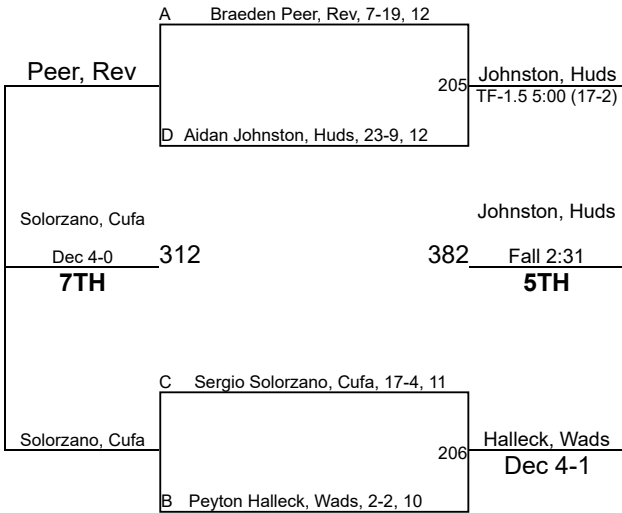 A Braeden Peer, Rev, 7-19, 12
Peer, Rev
205 Johnston, Huds
TF-1.5 5:00 (17-2)
D Aidan Johnston, Huds, 23-9, 12
Solorzano, Cufa
Johnston, Huds
Dec 4-0 312
382 Fall 2:31
7TH
5TH
C Sergio Solorzano, Cufa, 17-4, 11
Solorzano, Cufa
206 Halleck, Wads
Dec 4-1
B Peyton Halleck, Wads, 2-2, 10